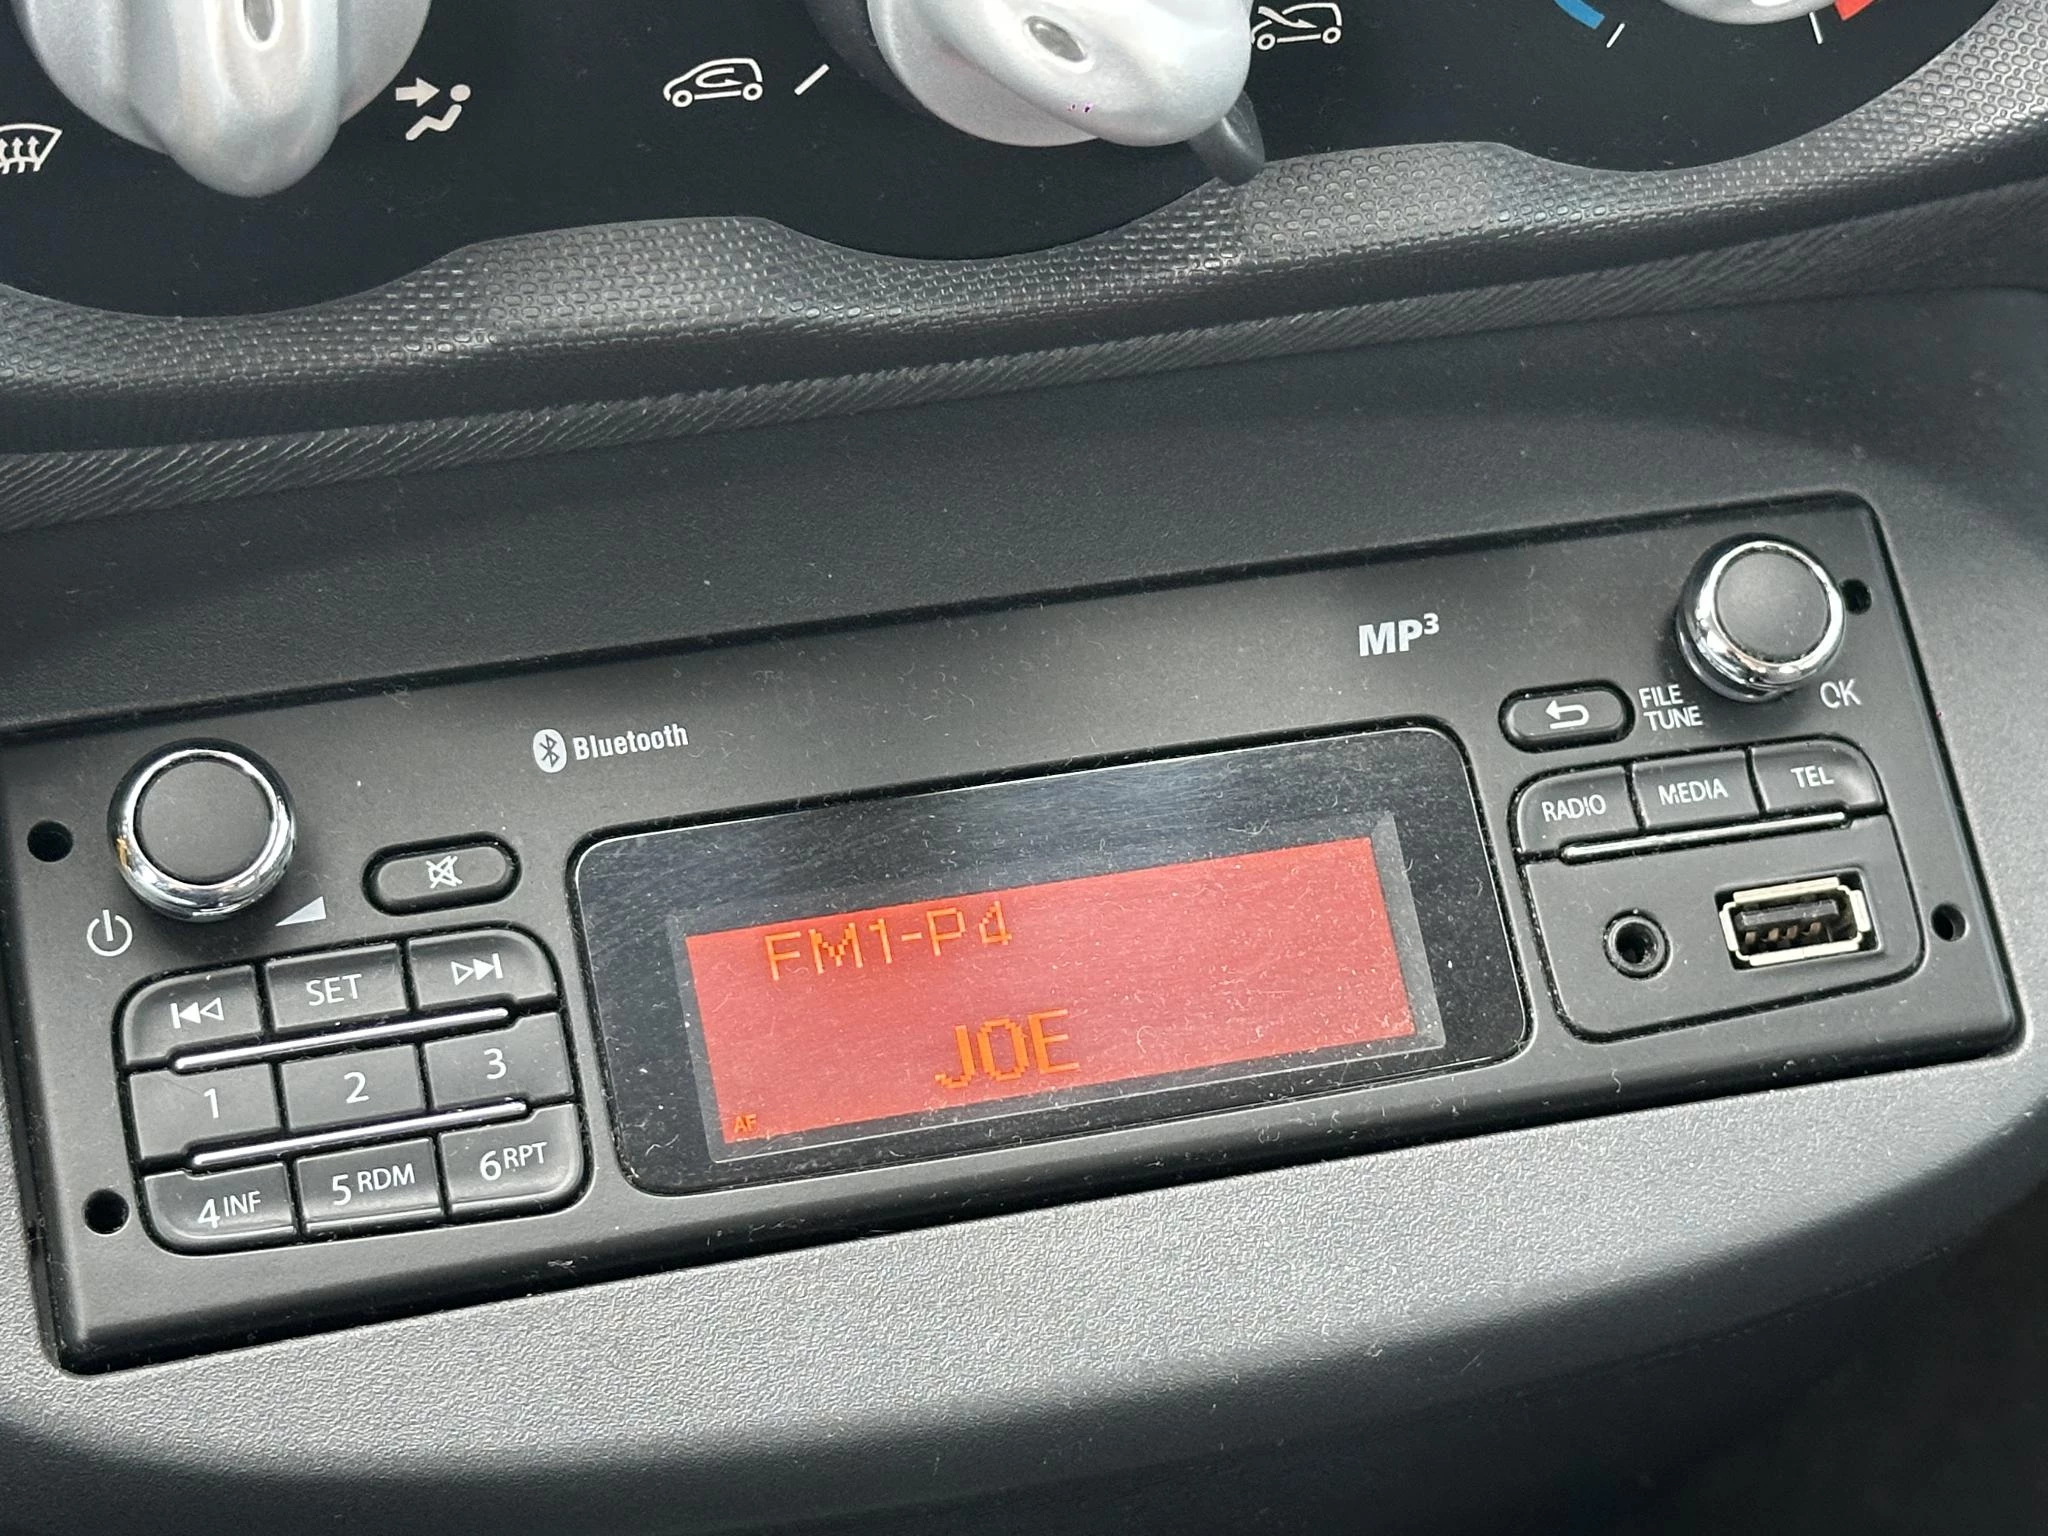 MP³
Bluetooth
FILE
TUNE
OK
RADIO MEDIA TEL
SET
FM1-P4
JOE
AF
1 2 3
4 INF 5 RDM 6 RPT